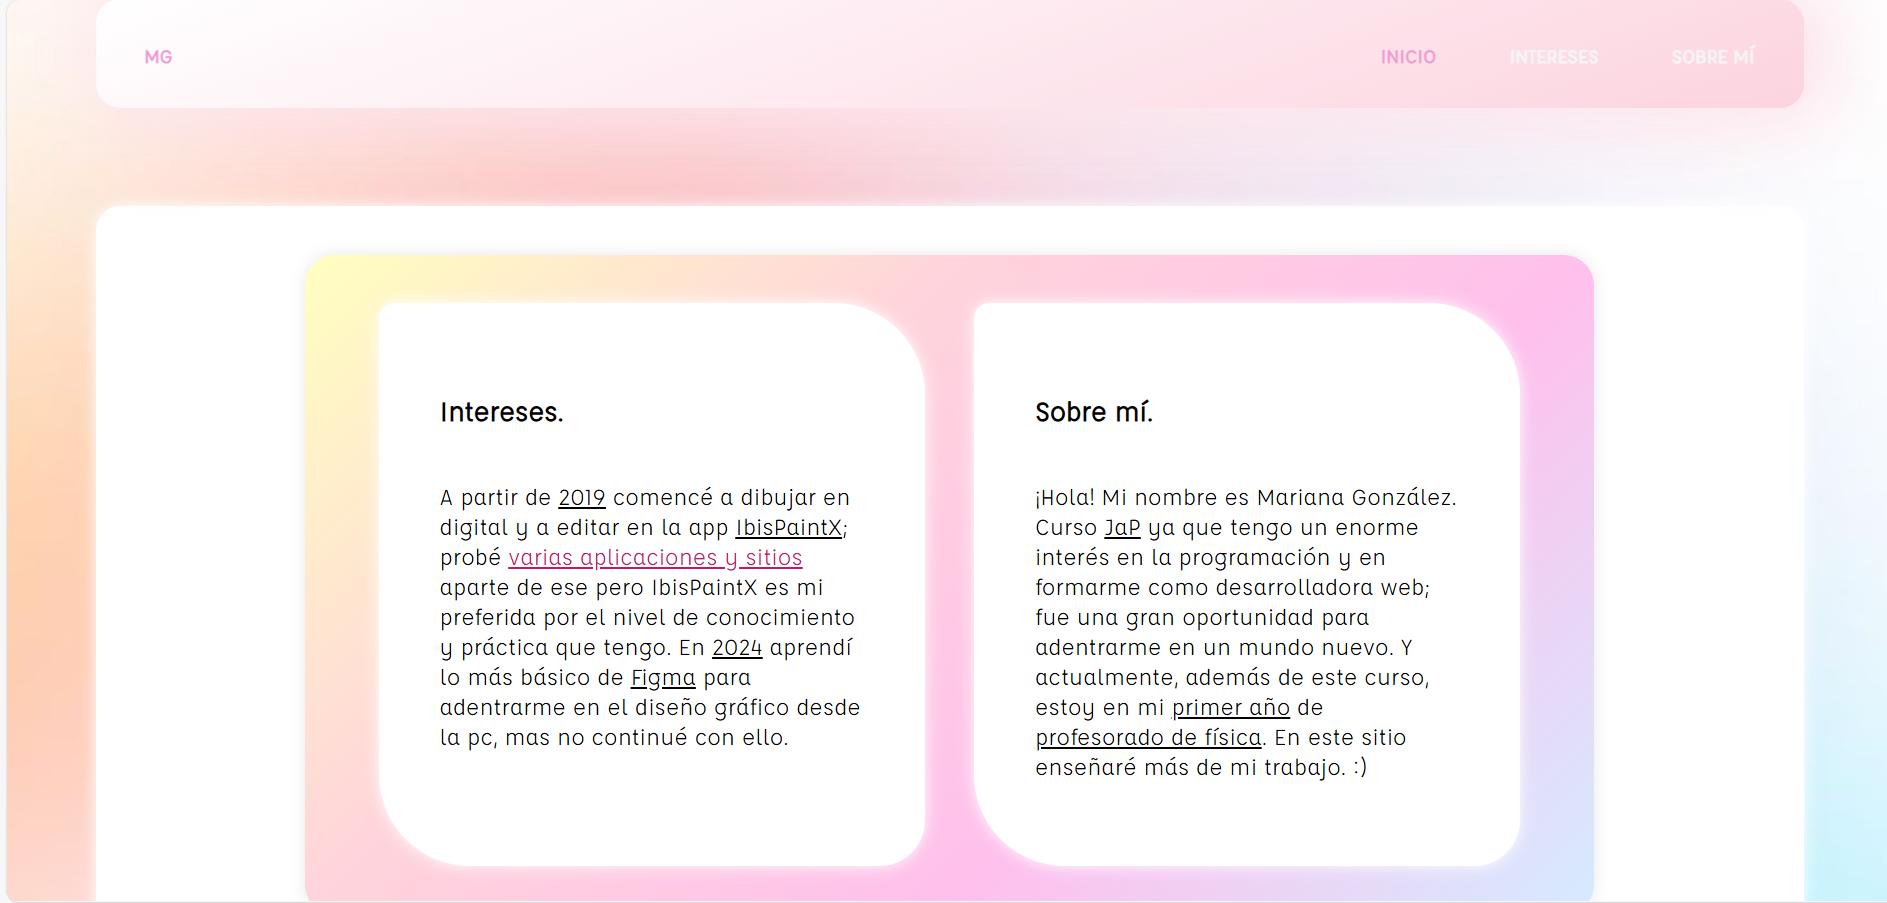 MG
INICIO INTERESES SOBRE MÍ
Intereses.
A partir de 2019 comencé a dibujar en
digital y a editar en la app IbisPaintX;
probé varias aplicaciones y sitios
aparte de ese pero IbisPaintX es mi
preferida por el nivel de conocimiento
y práctica que tengo. En 2024 aprendí
lo más básico de Figma para
adentrarme en el diseño gráfico desde
la pc, mas no continué con ello.
Sobre mí.
¡Hola! Mi nombre es Mariana González.
Curso JaP ya que tengo un enorme
interés en la programación y en
formarme como desarrolladora web;
fue una gran oportunidad para
adentrarme en un mundo nuevo. Y
actualmente, además de este curso,
estoy en mi primer año de
profesorado de física. En este sitio
enseñaré más de mi trabajo. :)